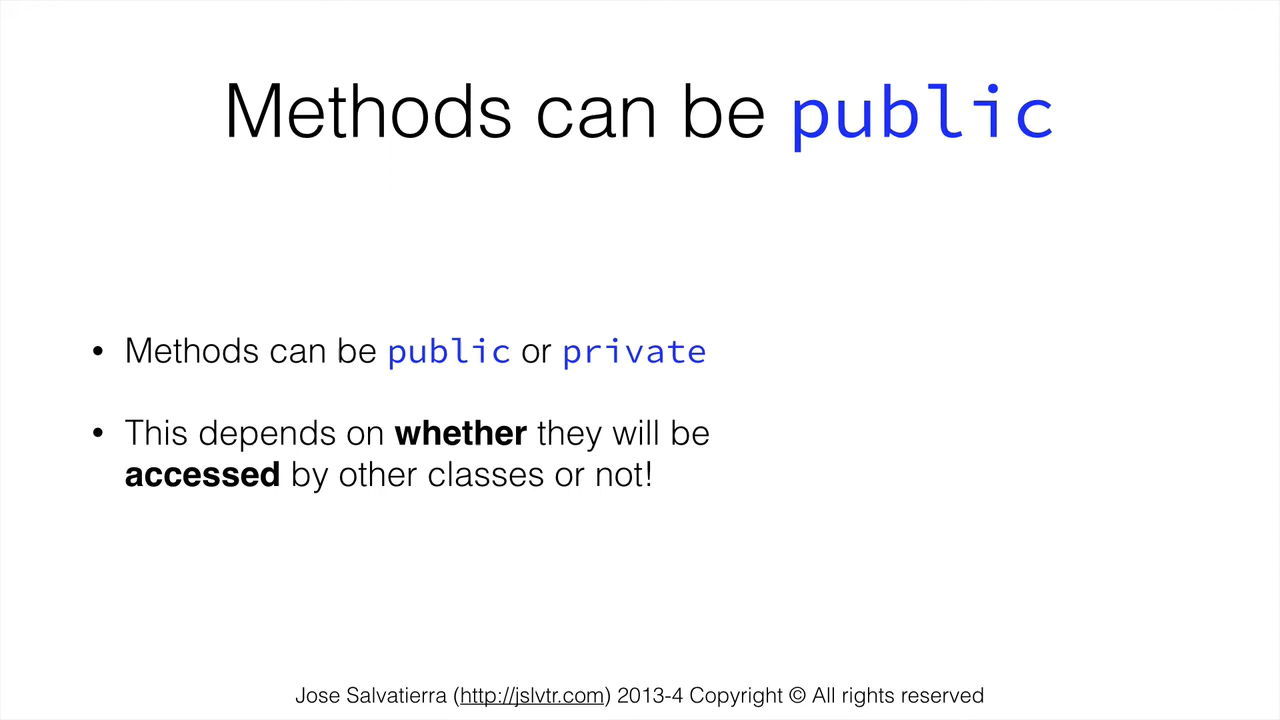 Methods can be public
• Methods can be public or private
• This depends on whether they will be
accessed by other classes or not!
Jose Salvatierra (http://jslvtr.com) 2013-4 Copyright © All rights reserved